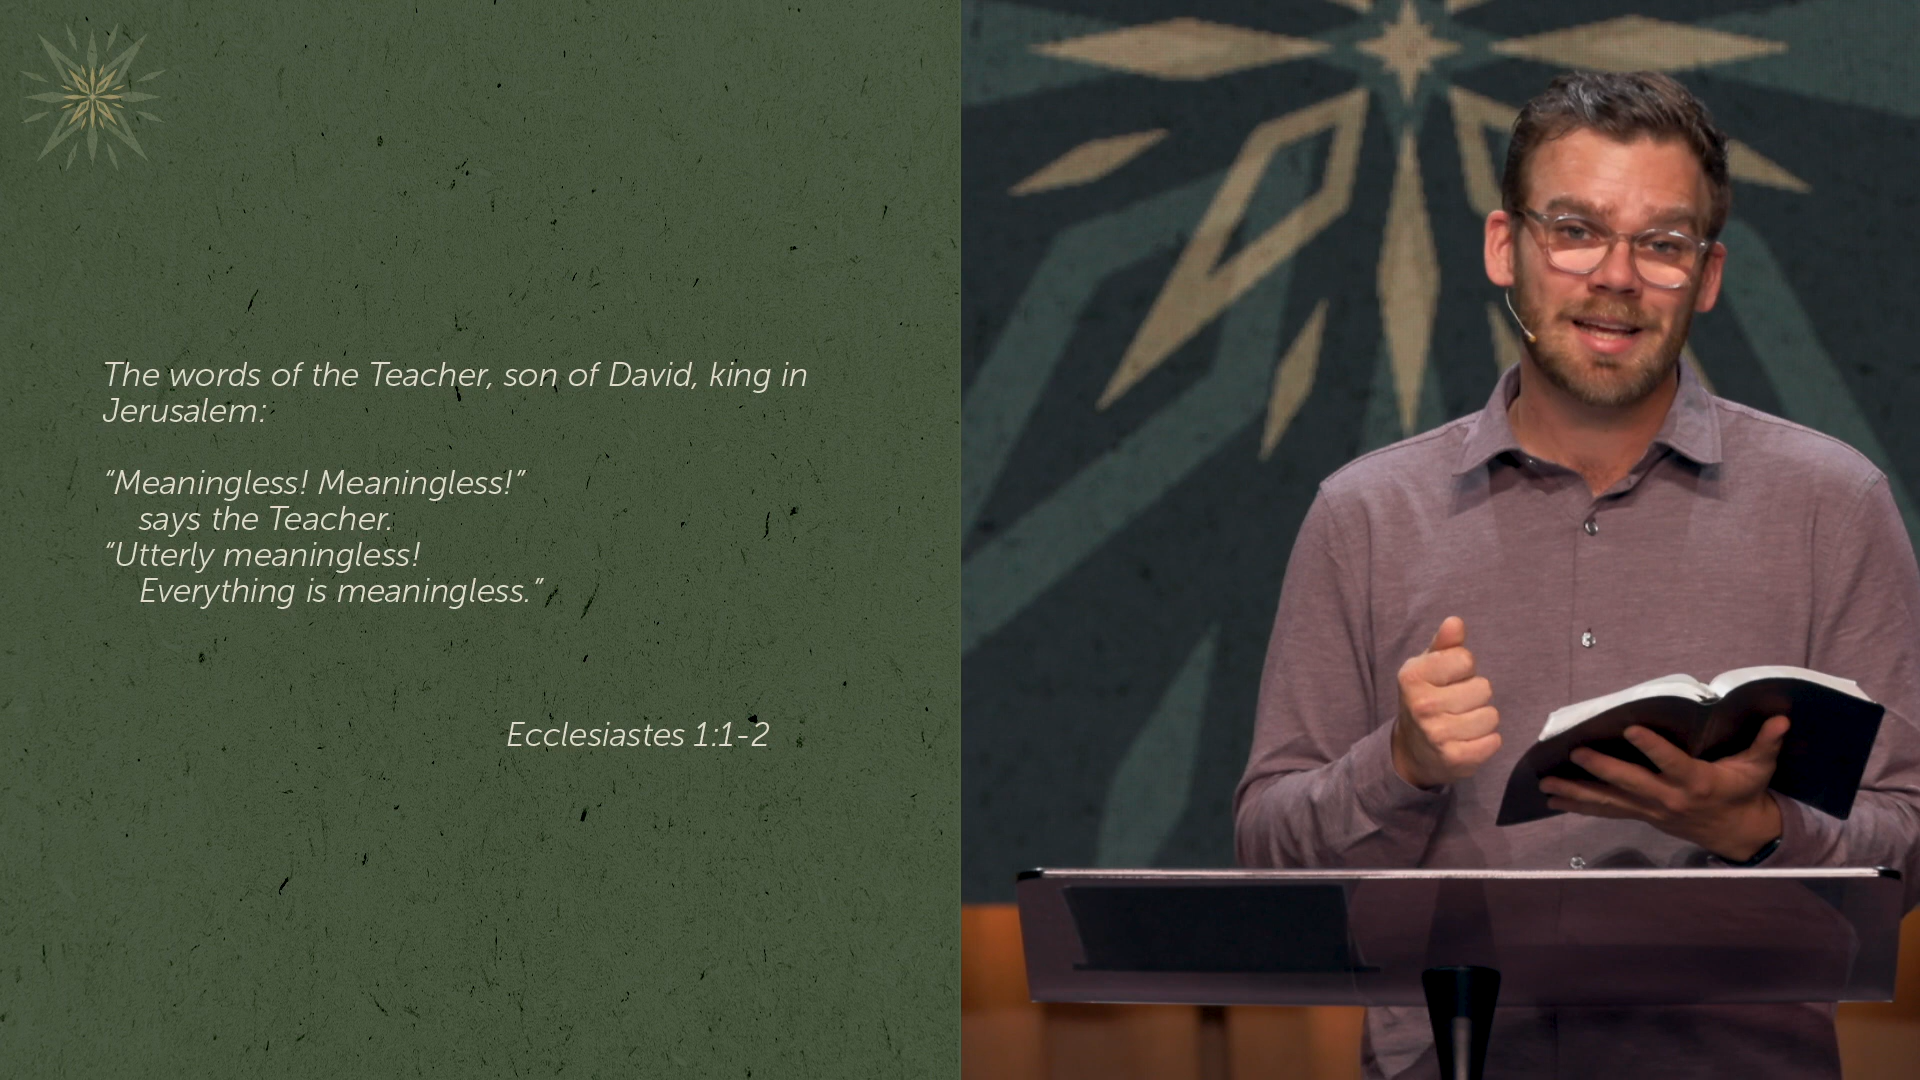 The words of the Teacher, son of David, king in
Jerusalem:
“Meaningless! Meaningless!”
says the Teacher.
“Utterly meaningless!
Everything is meaningless.”
Ecclesiastes 1:1-2